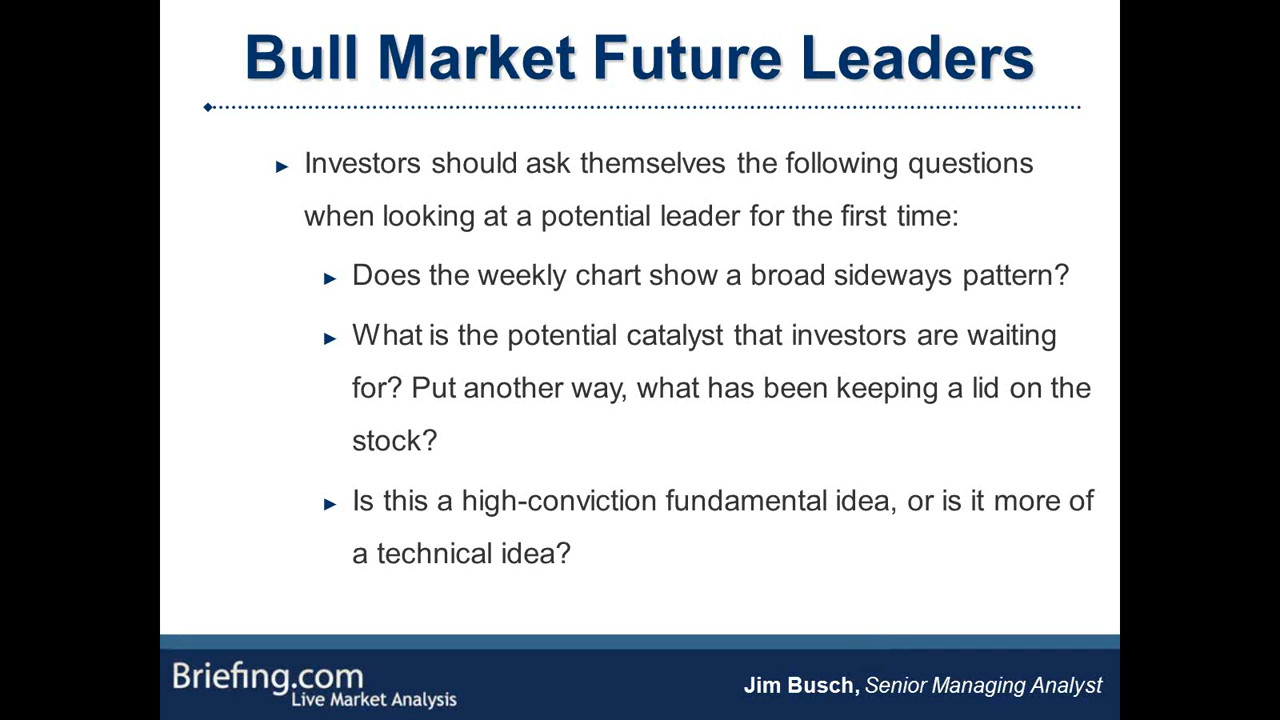 Bull Market Future Leaders
► Investors should ask themselves the following questions
when looking at a potential leader for the first time:
► Does the weekly chart show a broad sideways pattern?
► What is the potential catalyst that investors are waiting
for? Put another way, what has been keeping a lid on the
stock?
► Is this a high-conviction fundamental idea, or is it more of
a technical idea?
Briefing.com
Live Market Analysis
Jim Busch, Senior Managing Analyst